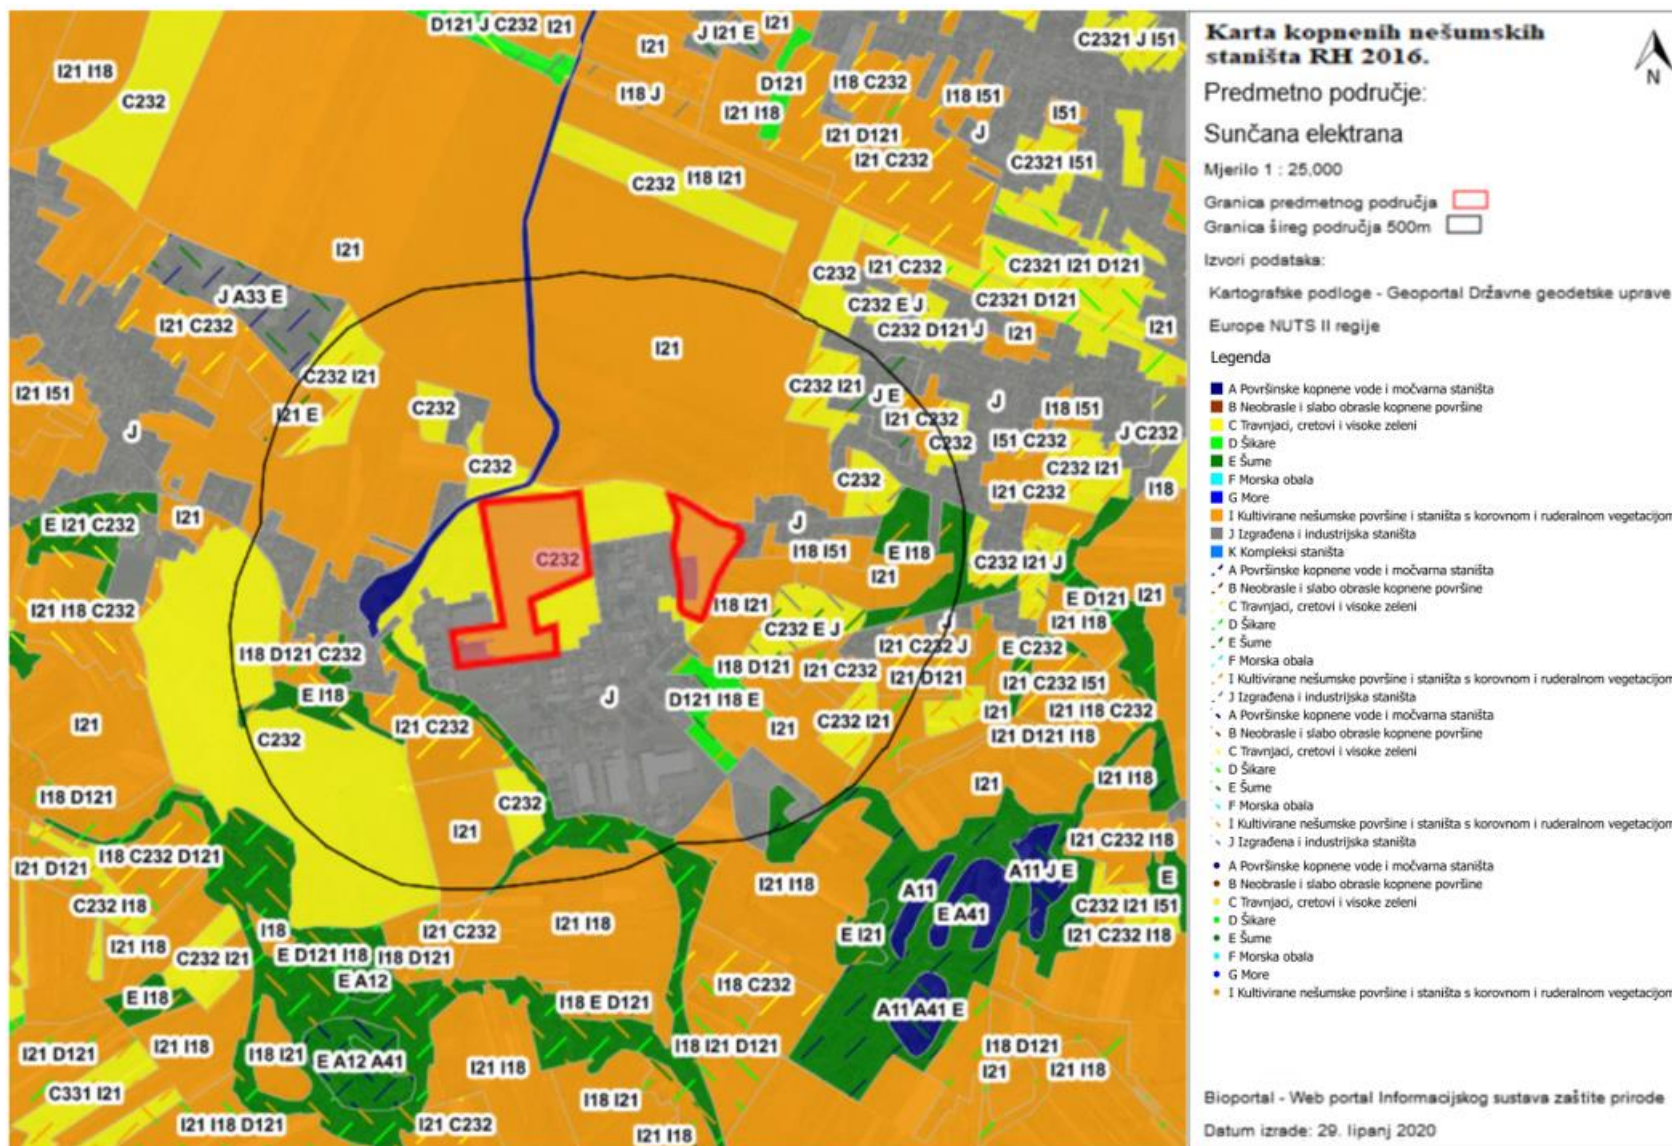 D121 J C232 I21
I21
J I21 E
I21
C2321 J I51
I21 I18
C232
I18 J
D121
I18 C232
I18 I51
I21 I18
I51
I21 D121
J
I21 C232
C2321 I51
C232
I18 I21
I21
C232
I21 C232
C2321 I21 D121
J A33 E
C232 E J
C2321 D121
I21 C232
C232 D121 J
I21
I21
I21
C232 I21
C232 I21
I21 I51
J E
J
I18 I51
C232
I21 E
I21 C232
J
C232
I51 C232
J C232
C232
C232
C232 I21
I21 C232
I18
E I21 C232
I21
J
I18 I51
E I18
C232
C232 I21 J
I21
I21 I18 C232
I18 I21
E D121
I21
C232 E J
J
I21 I18
I18 D121 C232
I21 C232 J
E C232
I18 D121
I21 C232
I21 D121
I21 C232 I51
E I18
J
D121 I18 E
I21
I21 I18 C232
I21
I21 C232
C232 I21
I21
I21 D121 I18
C232
I18 D121
I21
I21 I18
C232
I21
I21 C232 I18
I18 C232 D121
I21 D121
A11 J E
E
I21 I18
A11
C232 I18
E A41
C232 I21 I51
I18
I21 C232
I21 I18
E I21
I21 C232 I18
I21 I18
C232 I21
E D121 I18
I18 D121
E A12
I18 C232
E I18
I18 E D121
A11 A41 E
I21 D121
I21 I18
I18 I21
E A12 A41
I21 I18
I18 I21 D121
I18 D121
I21
I21 I18
C331 I21
I18 I21
I21 I18 D121
I21 C232
I21 I18
Karta kopnenih nešumskih
staništa RH 2016.
N
Predmetno područje:
Sunčana elektrana
Mjerilo 1 : 25,000
Granica predmetnog područja
Granica šireg područja 500m
Izvori podataka:
Kartografske podloge - Geoportal Državne geodetske uprave
Europe NUTS II regije
Legenda
A Površinske kopnene vode i močvarna staništa
B Neobrasle i slabo obrasle kopnene površine
C Travnjaci, cretovi i visoke zeleni
D Šikare
E Šume
F Morska obala
G More
I Kultivirane nešumske površine i staništa s korovnom i ruderalnom vegetacijom
J Izgrađena i industrijska staništa
K Kompleksi staništa
A Površinske kopnene vode i močvarna staništa
B Neobrasle i slabo obrasle kopnene površine
C Travnjaci, cretovi i visoke zeleni
D Šikare
E Šume
F Morska obala
I Kultivirane nešumske površine i staništa s korovnom i ruderalnom vegetacijom
J Izgrađena i industrijska staništa
A Površinske kopnene vode i močvarna staništa
B Neobrasle i slabo obrasle kopnene površine
C Travnjaci, cretovi i visoke zeleni
D Šikare
E Šume
F Morska obala
I Kultivirane nešumske površine i staništa s korovnom i ruderalnom vegetacijom
J Izgrađena i industrijska staništa
A Površinske kopnene vode i močvarna staništa
B Neobrasle i slabo obrasle kopnene površine
C Travnjaci, cretovi i visoke zeleni
D Šikare
E Šume
F Morska obala
G More
I Kultivirane nešumske površine i staništa s korovnom i ruderalnom vegetacijom
Bioportal - Web portal Informacijskog sustava zaštite prirode
Datum izrade: 29. lipanj 2020